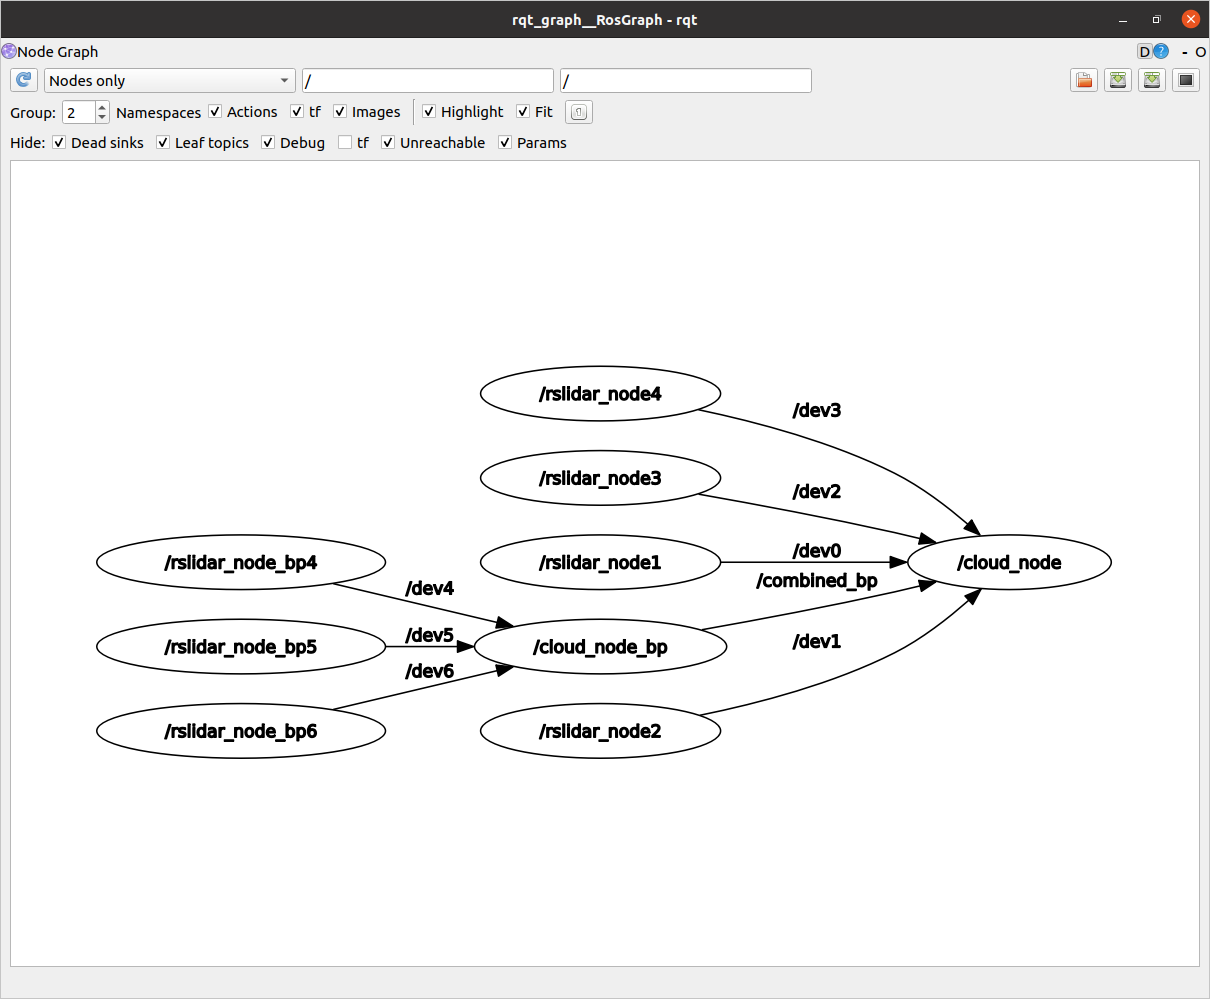 rqt_graph__RosGraph - rqt
Node Graph
D ? - O
Nodes only / /
Group: 2 Namespaces Actions tf Images Highlight Fit
Hide: Dead sinks Leaf topics Debug tf Unreachable Params
/rslidar_node4
/dev3
/rslidar_node3
/dev2
/rslidar_node_bp4
/rslidar_node1
/dev0
/cloud_node
/combined_bp
/dev4
/rslidar_node_bp5
/dev5
/cloud_node_bp
/dev1
/dev6
/rslidar_node_bp6
/rslidar_node2